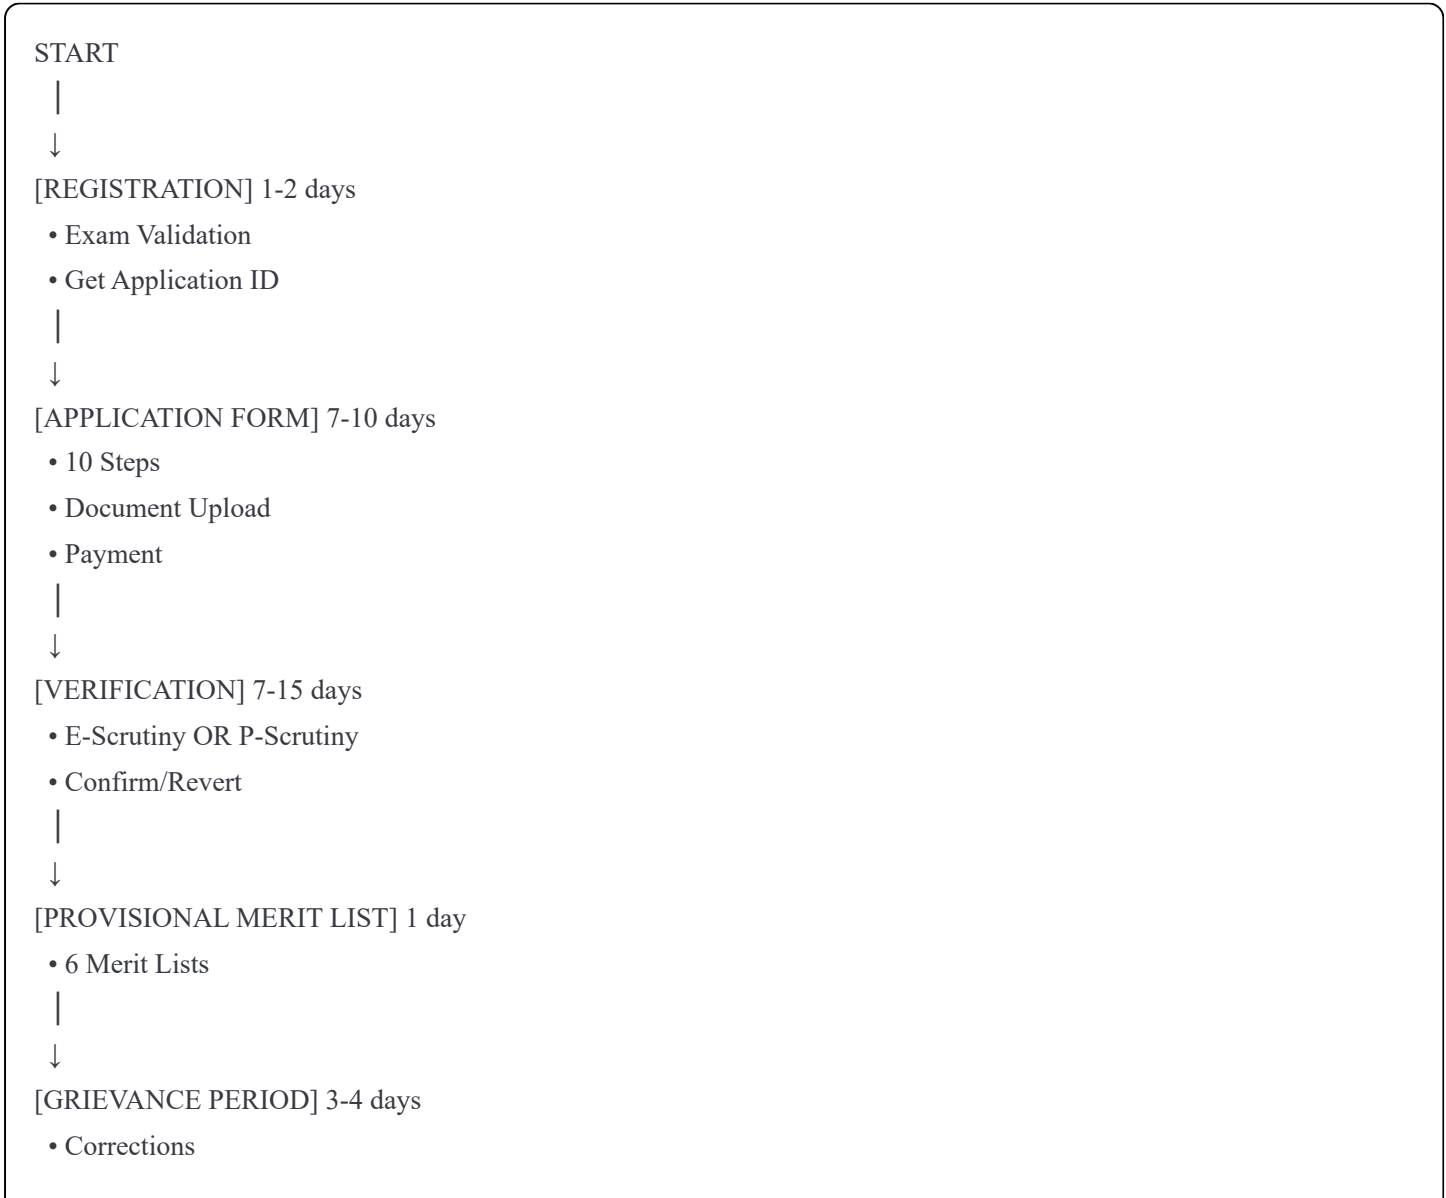 START
|
↓
[REGISTRATION] 1-2 days
• Exam Validation
• Get Application ID
|
↓
[APPLICATION FORM] 7-10 days
• 10 Steps
• Document Upload
• Payment
|
↓
[VERIFICATION] 7-15 days
• E-Scrutiny OR P-Scrutiny
• Confirm/Revert
|
↓
[PROVISIONAL MERIT LIST] 1 day
• 6 Merit Lists
|
↓
[GRIEVANCE PERIOD] 3-4 days
• Corrections